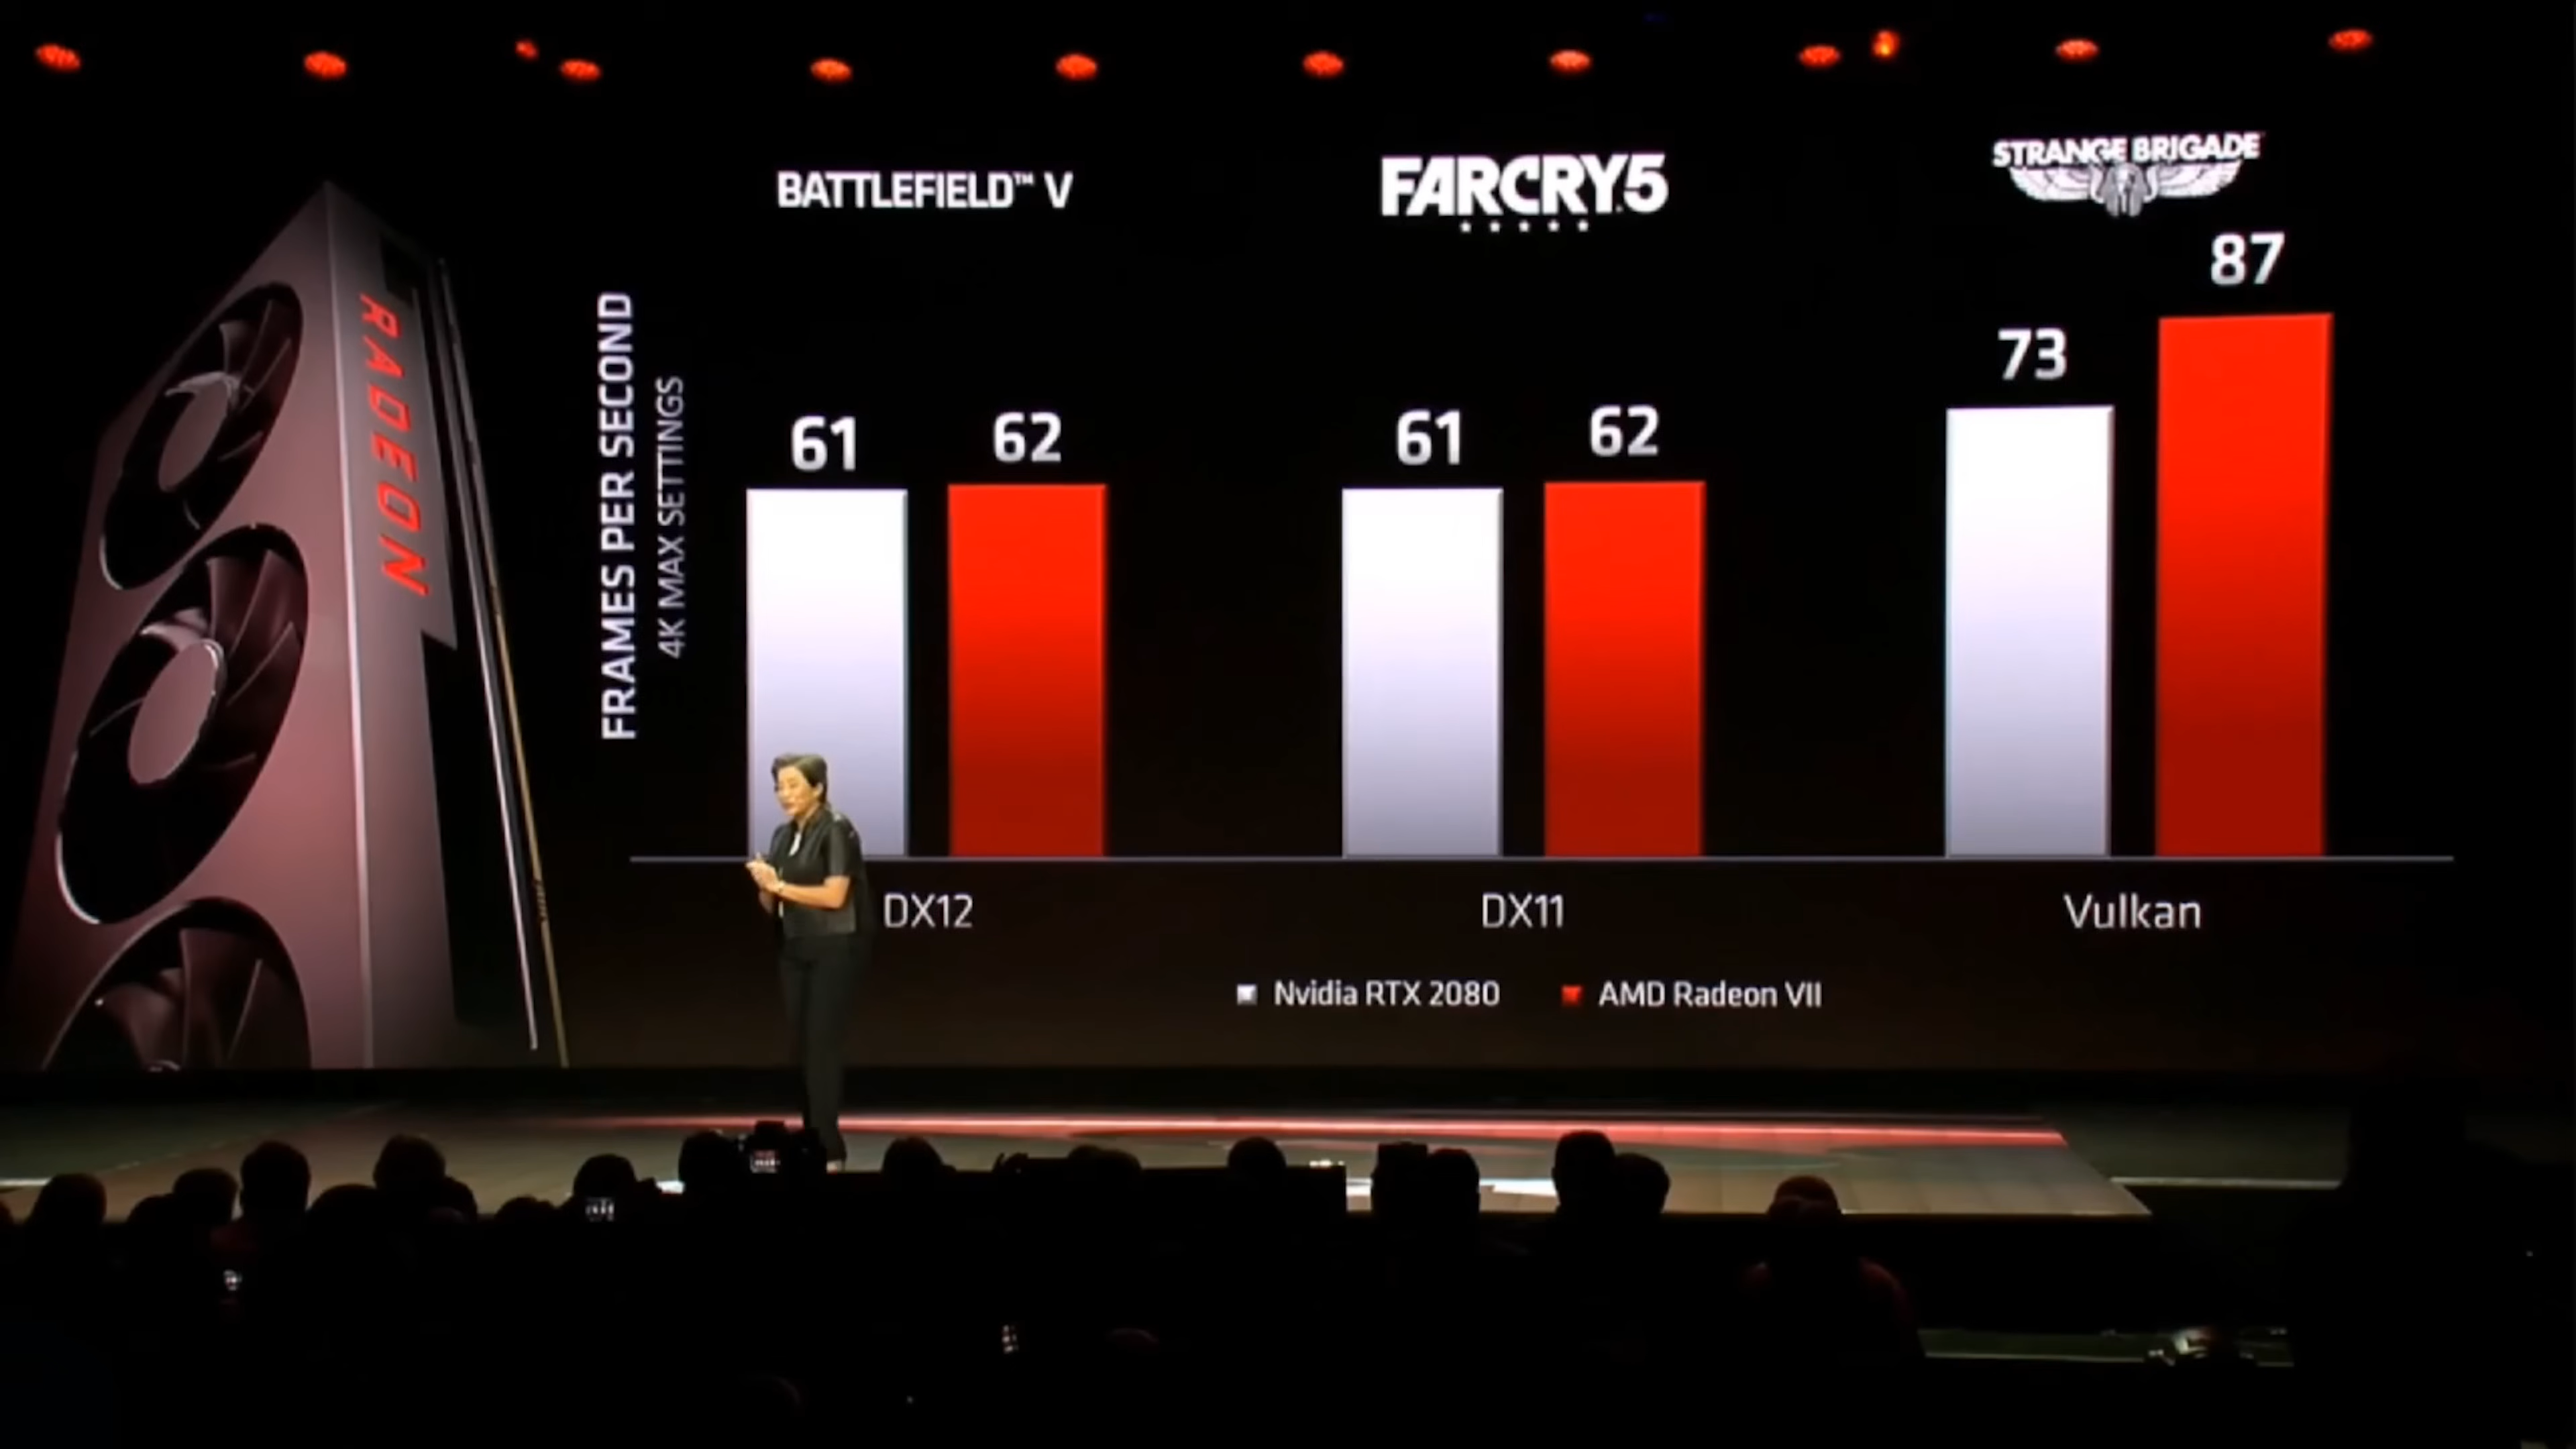 RADEON
FRAMES PER SECOND
4K MAX SETTINGS
BATTLEFIELD™ V
FARCRY5
STRANGE BRIGADE
61
62
61
62
73
87
DX12
DX11
Vulkan
Nvidia RTX 2080
AMD Radeon VII